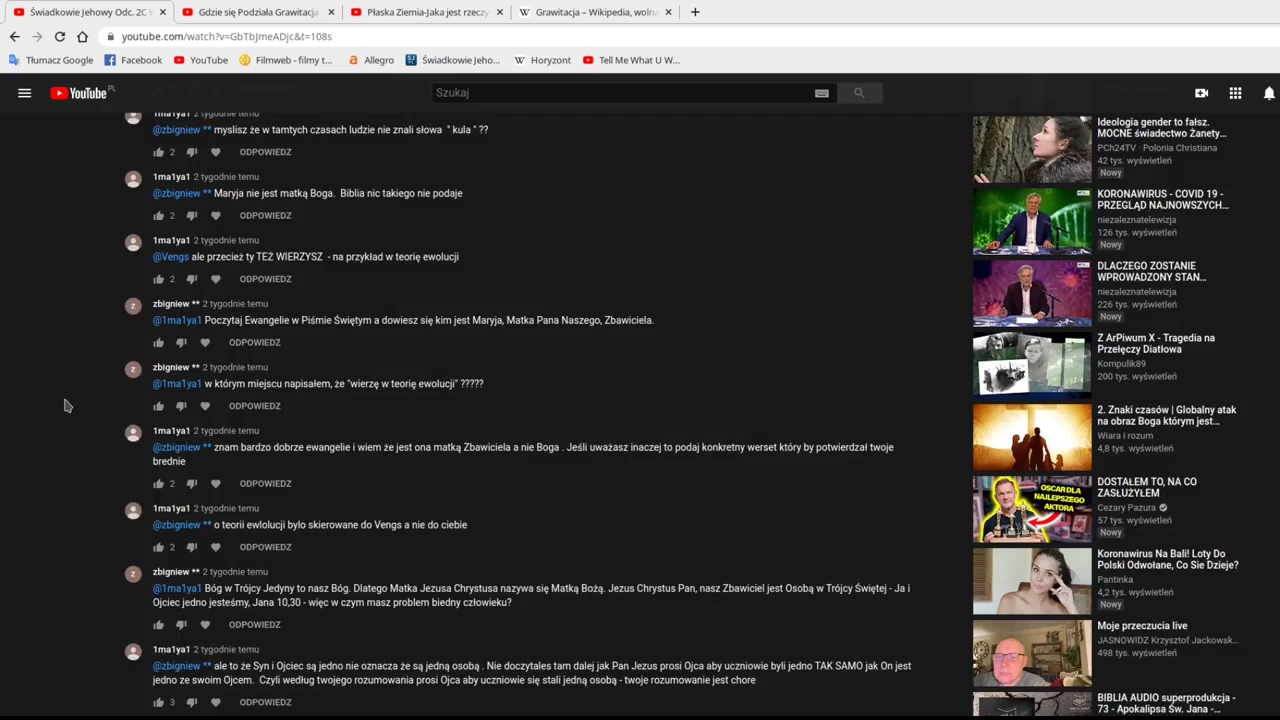 Świadkowie Jehowy Odc. 2C W
Gdzie się Podziała Grawitacja
Płaska Ziemia-Jaka jest rzeczy
Grawitacja – Wikipedia, wolna
youtube.com/watch?v=GbTbJmeADjc&t=108s
Tłumacz Google
Facebook
YouTube
Filmweb - filmy t...
Allegro
Świadkowie Jeho...
Horyzont
Tell Me What U W...
YouTube PL
Szukaj
1ma1ya1 2 tygodnie temu
@zbigniew ** myslisz że w tamtych czasach ludzie nie znali słowa " kula " ??
2 ODPOWIEDZ
1ma1ya1 2 tygodnie temu
@zbigniew ** Maryja nie jest matką Boga. Biblia nic takiego nie podaje
2 ODPOWIEDZ
1ma1ya1 2 tygodnie temu
@Vengs ale przecież ty TEŻ WIERZYSZ - na przykład w teorię ewolucji
2 ODPOWIEDZ
Z
zbigniew ** 2 tygodnie temu
@1ma1ya1 Poczytaj Ewangelie w Piśmie Świętym a dowiesz się kim jest Maryja, Matka Pana Naszego, Zbawiciela.
ODPOWIEDZ
Z
zbigniew ** 2 tygodnie temu
@1ma1ya1 w którym miejscu napisałem, że "wierzę w teorię ewolucji" ?????
ODPOWIEDZ
1ma1ya1 2 tygodnie temu
@zbigniew ** znam bardzo dobrze ewangelie i wiem że jest ona matką Zbawiciela a nie Boga . Jeśli uważasz inaczej to podaj konkretny werset który by potwierdzał twoje
brednie
2 ODPOWIEDZ
1ma1ya1 2 tygodnie temu
@zbigniew ** o teorii ewlolucji bylo skierowane do Vengs a nie do ciebie
2 ODPOWIEDZ
Z
zbigniew ** 2 tygodnie temu
@1ma1ya1 Bóg w Trójcy Jedyny to nasz Bóg. Dlatego Matka Jezusa Chrystusa nazywa się Matką Bożą. Jezus Chrystus Pan, nasz Zbawiciel jest Osobą w Trójcy Świętej - Ja i
Ojciec jedno jesteśmy, Jana 10,30 - więc w czym masz problem biedny człowieku?
ODPOWIEDZ
1ma1ya1 2 tygodnie temu
@zbigniew ** ale to że Syn i Ojciec są jedno nie oznacza że są jedną osobą . Nie doczytales tam dalej jak Pan Jezus prosi Ojca aby uczniowie byli jedno TAK SAMO jak On jest
jedno ze swoim Ojcem. Czyli według twojego rozumowania prosi Ojca aby uczniowie się stali jedną osobą - twoje rozumowanie jest chore
3 ODPOWIEDZ
Ideologia gender to fałsz.
MOCNE świadectwo Żanety...
PCh24TV - Polonia Christiana
42 tys. wyświetleń
Nowy
KORONAWIRUS - COVID 19 -
PRZEGLĄD NAJNOWSZYCH...
niezaleznatelewizja
126 tys. wyświetleń
Nowy
DLACZEGO ZOSTANIE
WPROWADZONY STAN...
niezaleznatelewizja
226 tys. wyświetleń
Nowy
Z ArPiwum X - Tragedia na
Przełęczy Diatłowa
Kompulik89
200 tys. wyświetleń
2. Znaki czasów | Globalny atak
na obraz Boga którym jest...
Wiara i rozum
4,8 tys. wyświetleń
OSCAR DLA
NAJLEPSZEGO
AKTORA
DOSTAŁEM TO, NA CO
ZASŁUŻYŁEM
Cezary Pazura
57 tys. wyświetleń
Nowy
Koronawirus Na Bali! Loty Do
Polski Odwołane, Co Sie Dzieje?
Pantinka
4,2 tys. wyświetleń
Nowy
Moje przeczucia live
JASNOWIDZ Krzysztof Jackowsk...
498 tys. wyświetleń
BIBLIA AUDIO superprodukcja -
73 - Apokalipsa Św. Jana -...